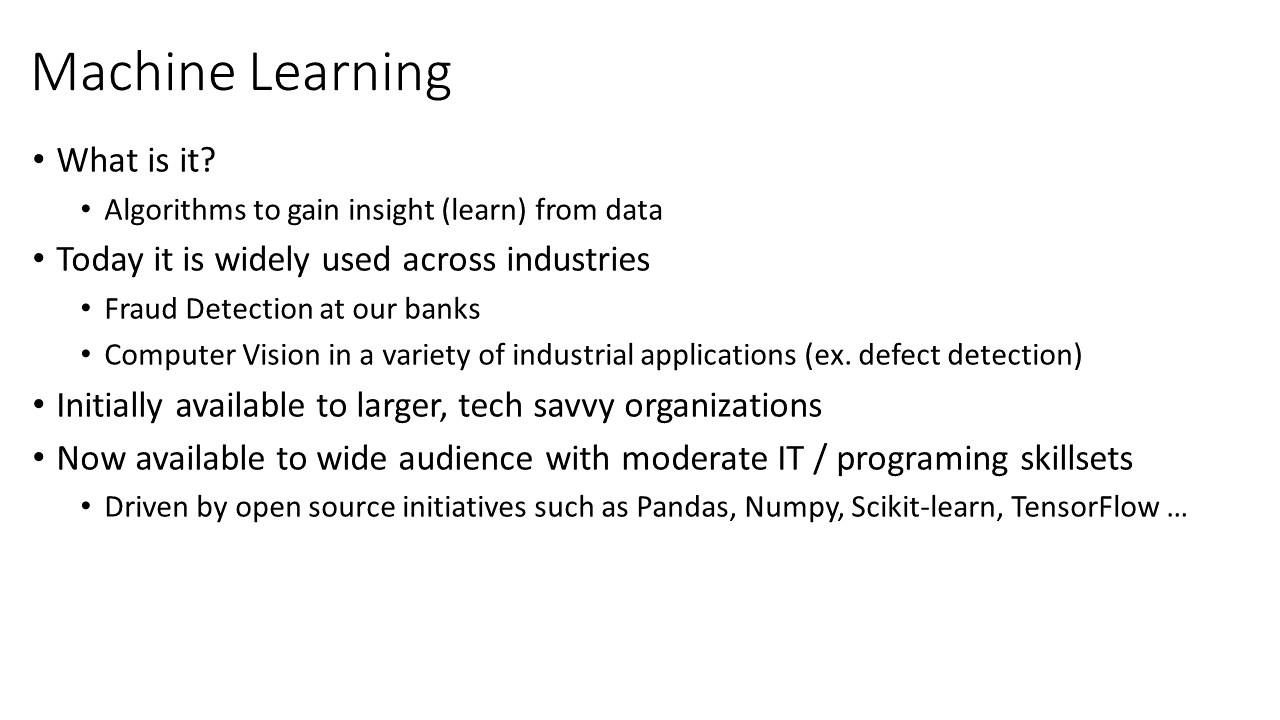 Machine Learning
• What is it?
• Algorithms to gain insight (learn) from data
• Today it is widely used across industries
• Fraud Detection at our banks
• Computer Vision in a variety of industrial applications (ex. defect detection)
• Initially available to larger, tech savvy organizations
• Now available to wide audience with moderate IT / programing skillsets
• Driven by open source initiatives such as Pandas, Numpy, Scikit-learn, TensorFlow …